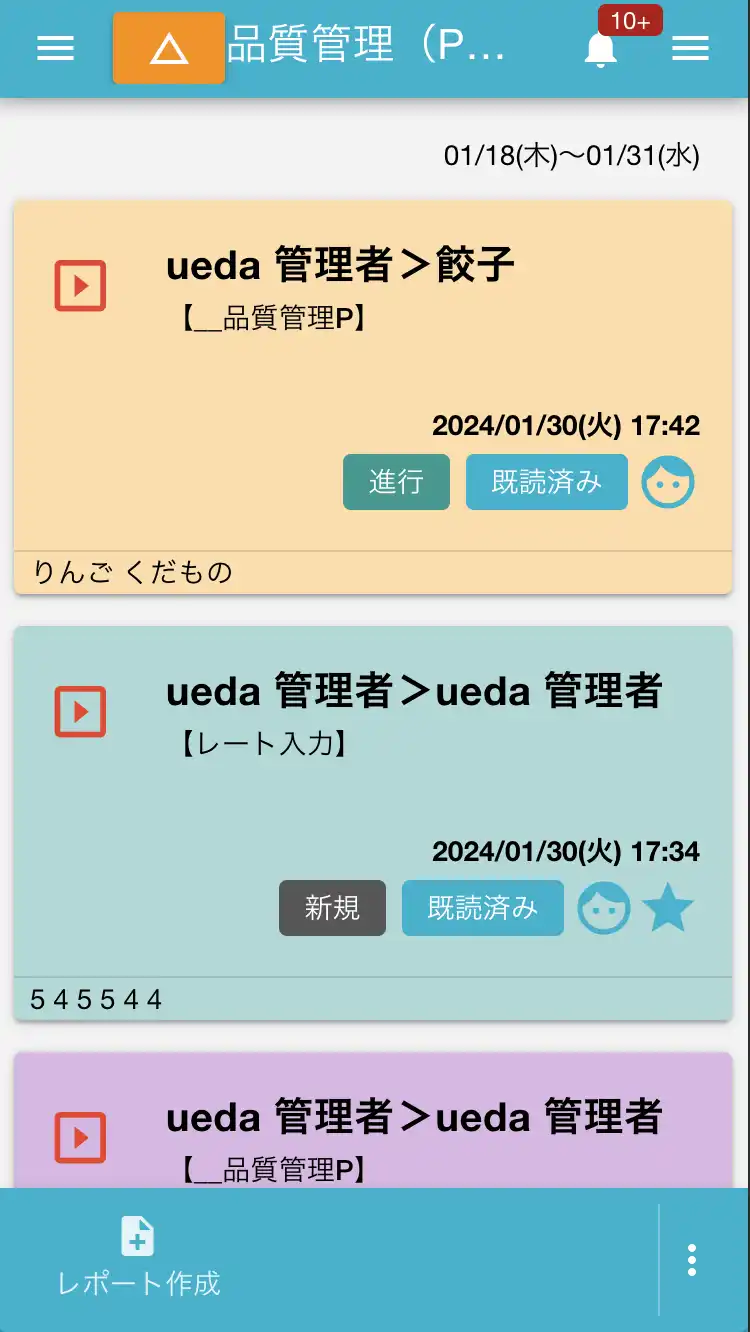 品質管理（P...
10+
01/18(木)～01/31(水)
ueda 管理者＞餃子
【__品質管理P】
2024/01/30(火) 17:42
進行 既読済み
りんご くだもの
ueda 管理者＞ueda 管理者
【レート入力】
2024/01/30(火) 17:34
新規 既読済み
5 4 5 5 4 4
ueda 管理者＞ueda 管理者
【__品質管理P】
レポート作成